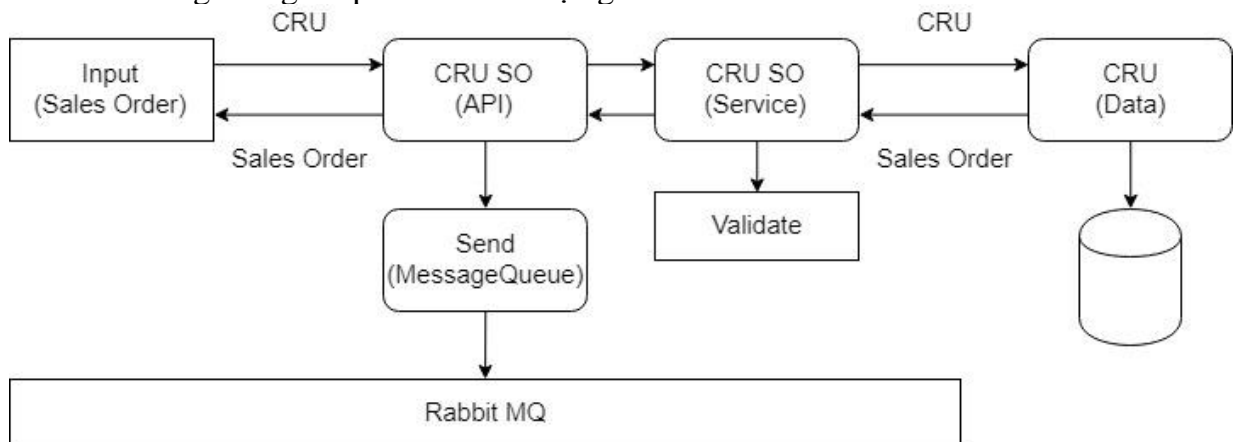 CRU
CRU
Input
(Sales Order)
CRU SO
(API)
CRU SO
(Service)
CRU
(Data)
Sales Order
Sales Order
Validate
Send
(MessageQueue)
Rabbit MQ